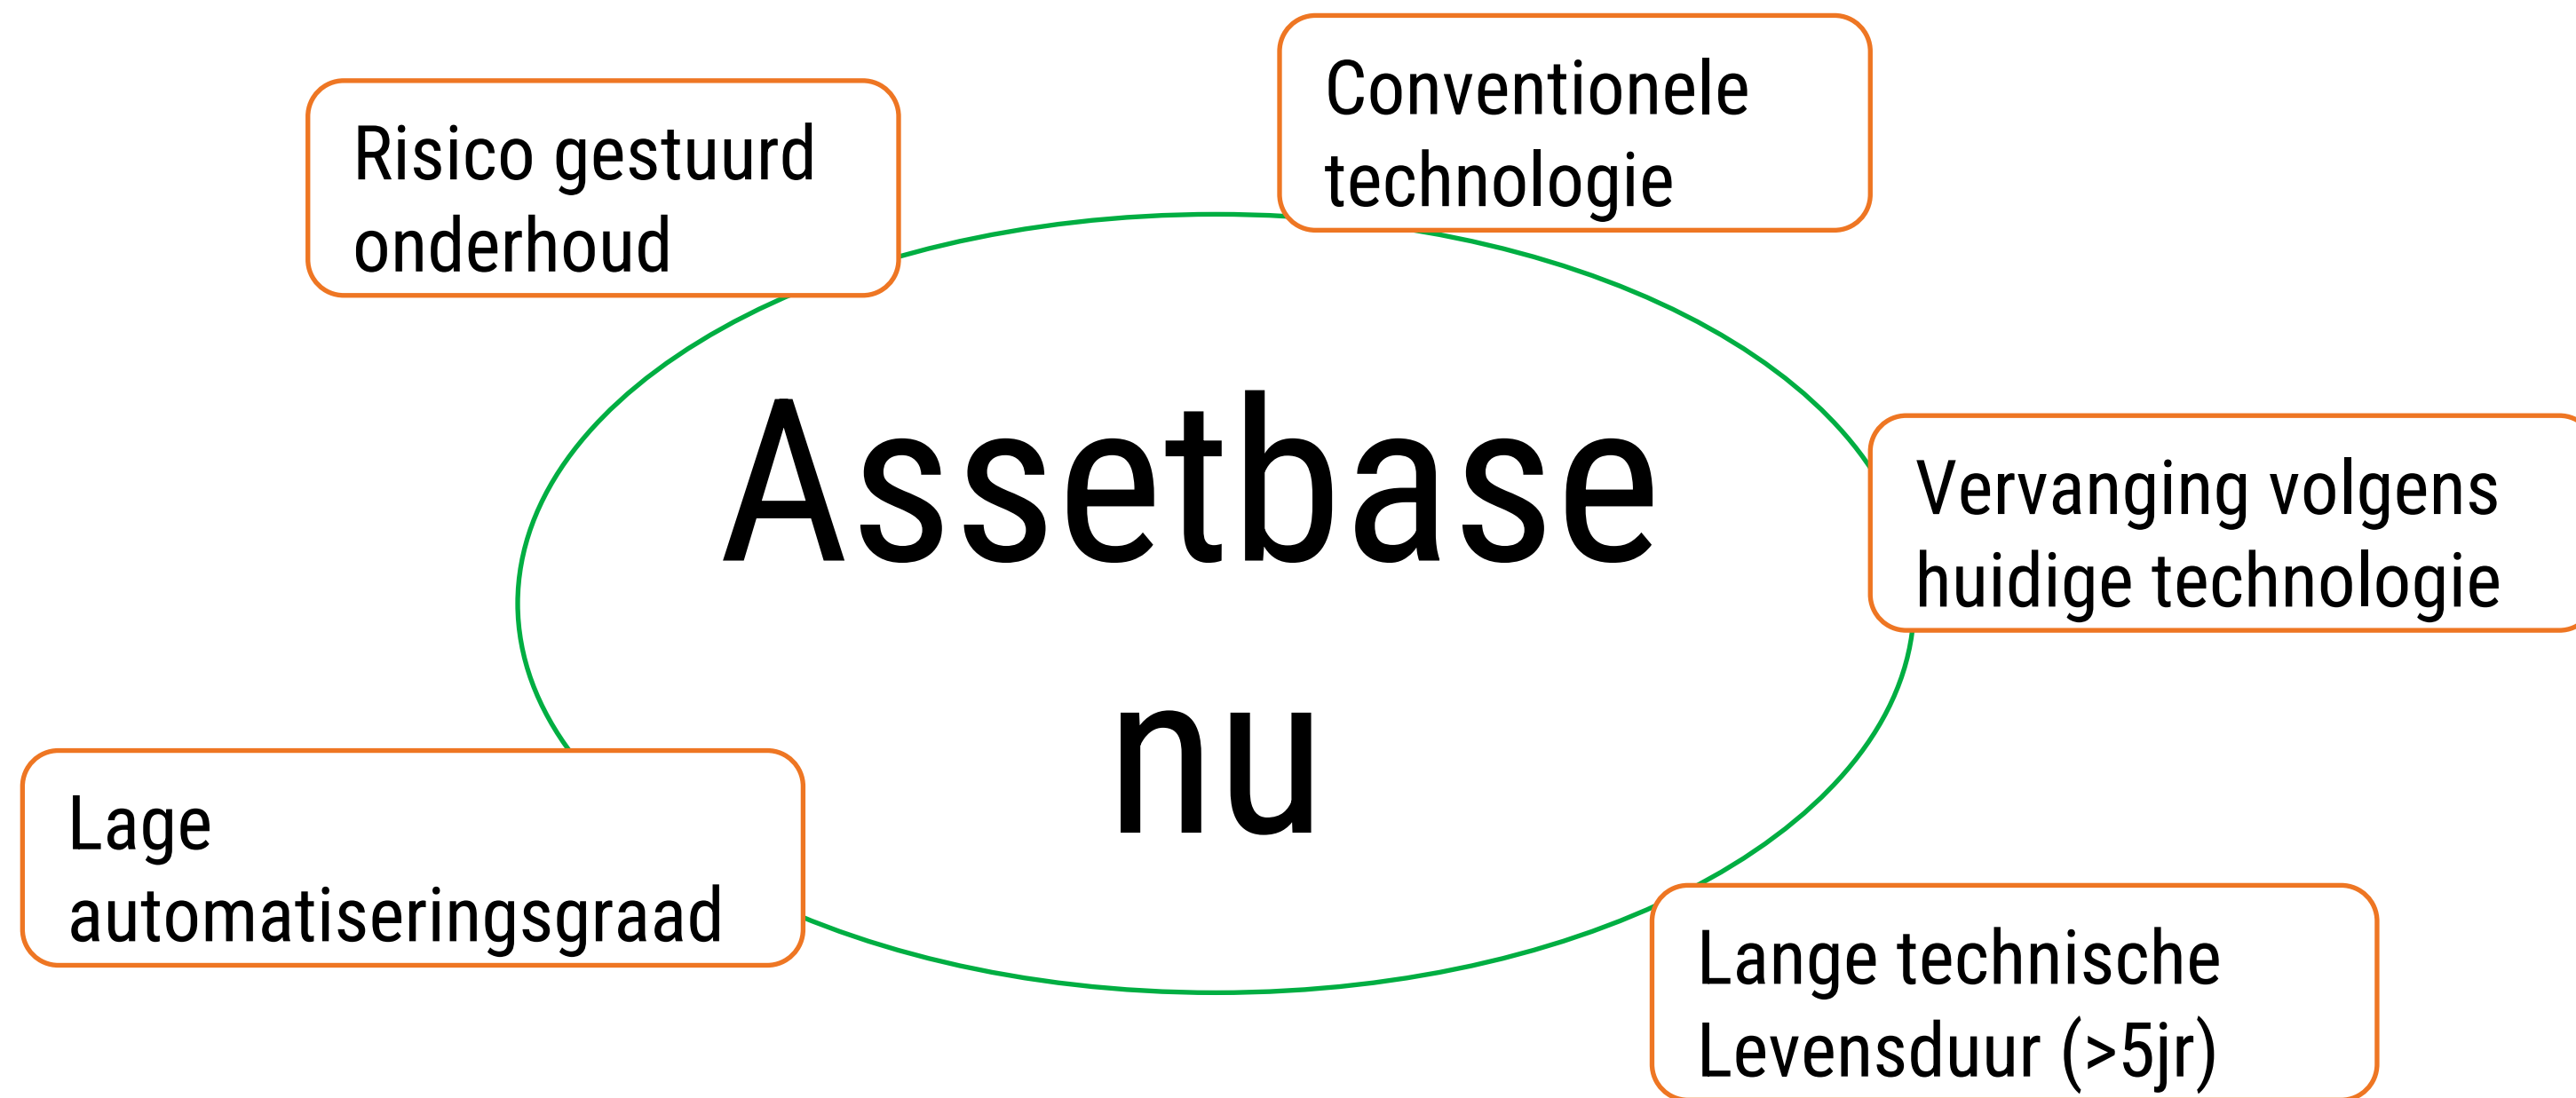 Conventionele
technologie
Risico gestuurd
onderhoud
Assetbase
nu
Vervanging volgens
huidige technologie
Lage
automatiseringsgraad
Lange technische
Levensduur (>5jr)